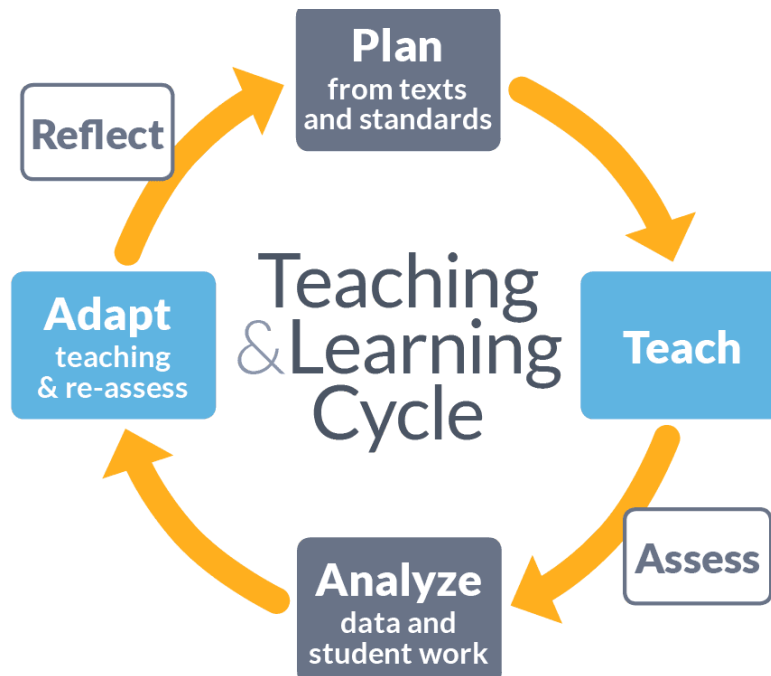 Plan
from texts
and standards
Reflect
Teaching
&Learning
Cycle
Adapt
teaching
& re-assess
Teach
Assess
Analyze
data and
student work